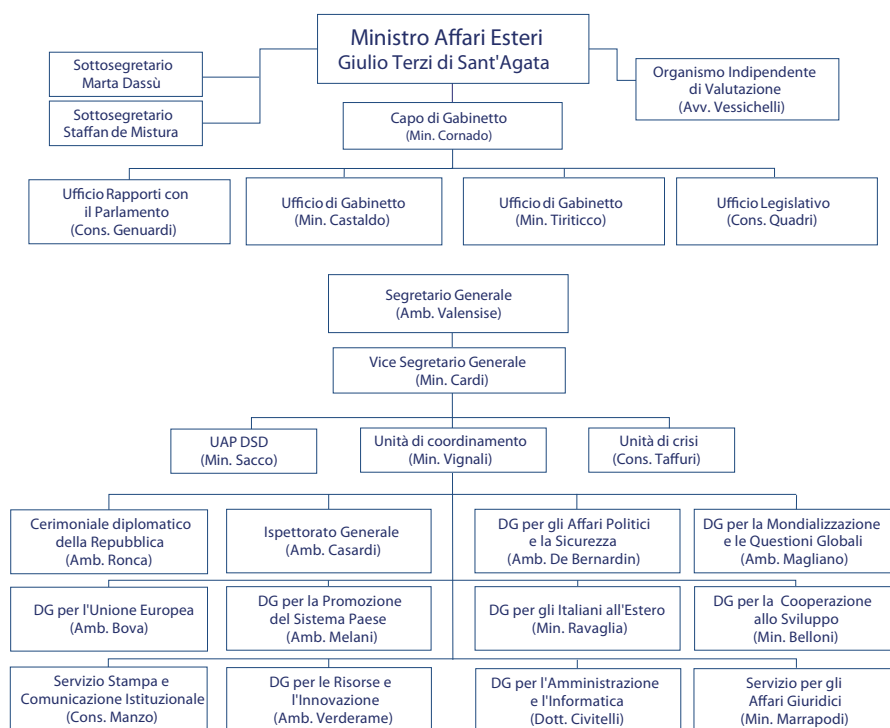 Ministro Affari Esteri
Giulio Terzi di Sant'Agata
Sottosegretario
Marta Dassù
Sottosegretario
Staffan de Mistura
Organismo Indipendente
di Valutazione
(Avv. Vessichelli)
Capo di Gabinetto
(Min. Cornado)
Ufficio Rapporti con
il Parlamento
(Cons. Genuardi)
Ufficio di Gabinetto
(Min. Castaldo)
Ufficio di Gabinetto
(Min. Tiriticco)
Ufficio Legislativo
(Cons. Quadri)
Segretario Generale
(Amb. Valensise)
Vice Segretario Generale
(Min. Cardi)
UAP DSD
(Min. Sacco)
Unità di coordinamento
(Min. Vignali)
Unità di crisi
(Cons. Taffuri)
Cerimoniale diplomatico
della Repubblica
(Amb. Ronca)
Ispettorato Generale
(Amb. Casardi)
DG per gli Affari Politici
e la Sicurezza
(Amb. De Bernardin)
DG per la Mondializzazione
e le Questioni Globali
(Amb. Magliano)
DG per l'Unione Europea
(Amb. Bova)
DG per la Promozione
del Sistema Paese
(Amb. Melani)
DG per gli Italiani all'Estero
(Min. Ravaglia)
DG per la Cooperazione
allo Sviluppo
(Min. Belloni)
Servizio Stampa e
Comunicazione Istituzionale
(Cons. Manzo)
DG per le Risorse e
l'Innovazione
(Amb. Verderame)
DG per l'Amministrazione
e l'Informatica
(Dott. Civitelli)
Servizio per gli
Affari Giuridici
(Min. Marrapodi)